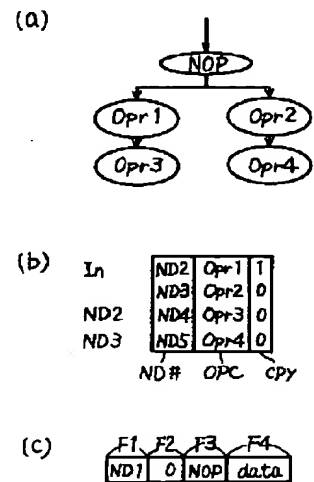 (a)
NOP
Opr1 Opr2
Opr3 Opr4
(b)
In ND2 Opr1 1
ND3 Opr2 0
ND2 ND4 Opr3 0
ND3 ND5 Opr4 0
ND# OPC cpy
(c)
F1 F2 F3 F4
ND1 0 NOP data